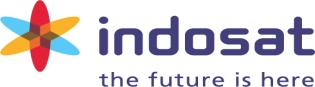 indosat
the future is here